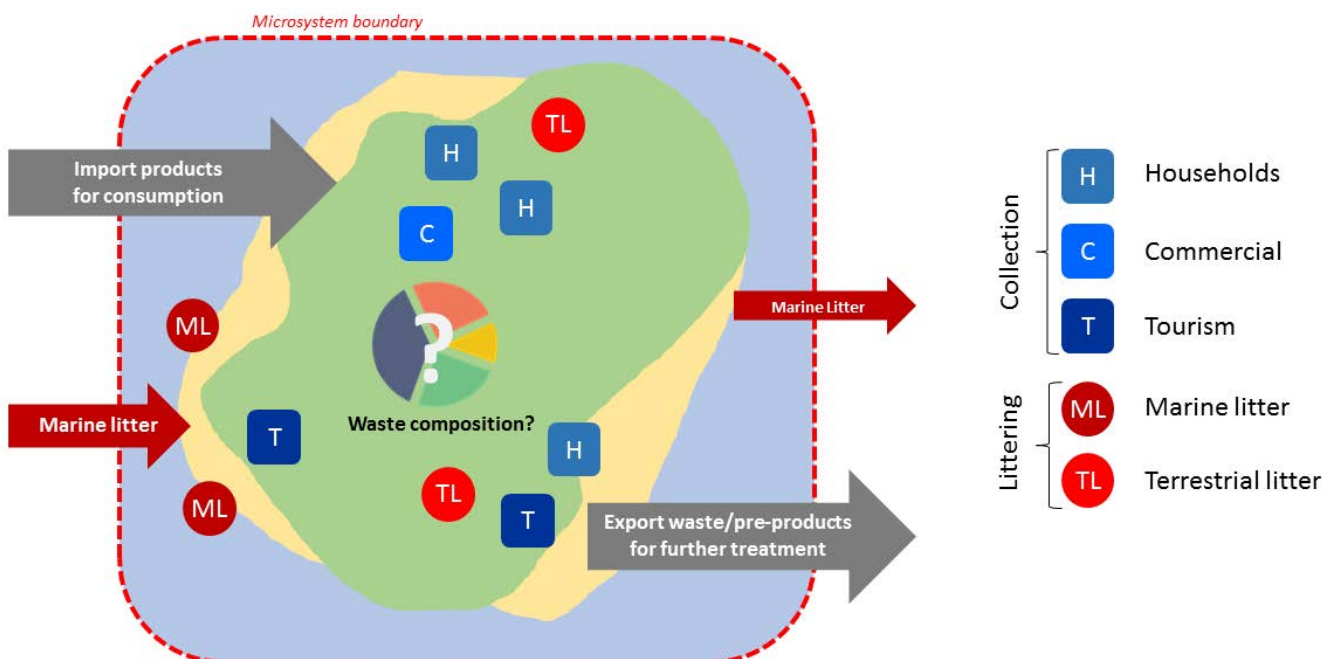 Microsystem boundary
TL
H
Import products
for consumption
H
C
ML
?
Marine Litter
Marine litter
T
Waste composition?
H
TL
ML
T
Export waste/pre-products
for further treatment
Collection
H Households
C Commercial
T Tourism
Littering
ML Marine litter
TL Terrestrial litter